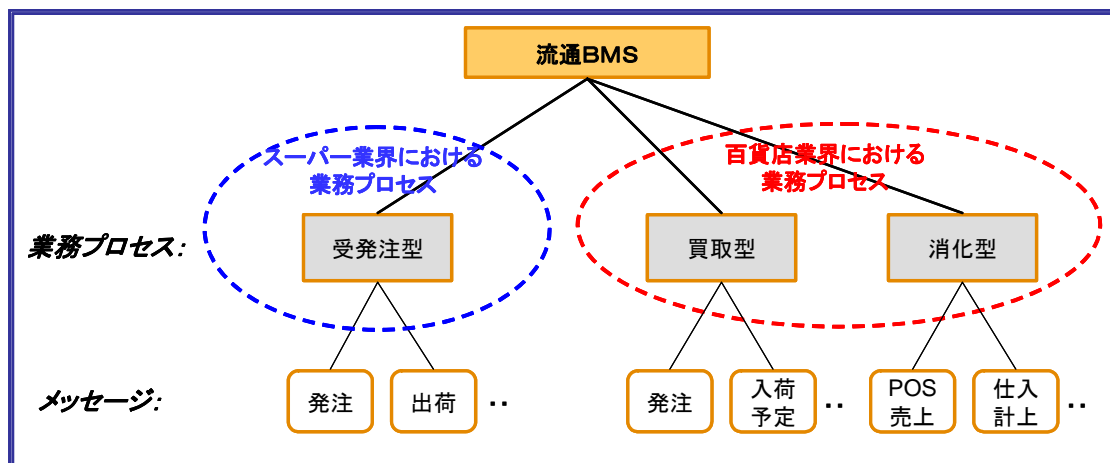 流通BMS
スーパー業界における
業務プロセス
百貨店業界における
業務プロセス
業務プロセス:
受発注型
買取型
消化型
メッセージ:
発注
出荷
‥
発注
入荷
予定
‥
POS
売上
仕入
計上
‥